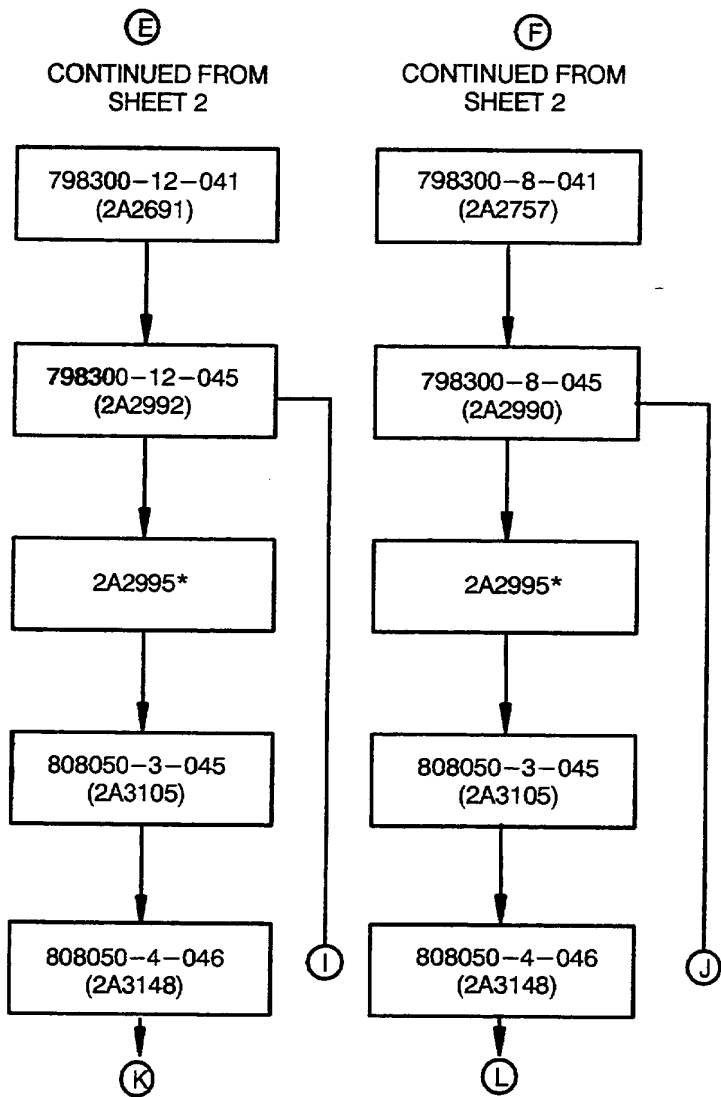 E
CONTINUED FROM
SHEET 2
798300-12-041
(2A2691)
798300-12-045
(2A2992)
2A2995*
808050-3-045
(2A3105)
808050-4-046
(2A3148)
I
K
F
CONTINUED FROM
SHEET 2
798300-8-041
(2A2757)
798300-8-045
(2A2990)
2A2995*
808050-3-045
(2A3105)
808050-4-046
(2A3148)
J
L